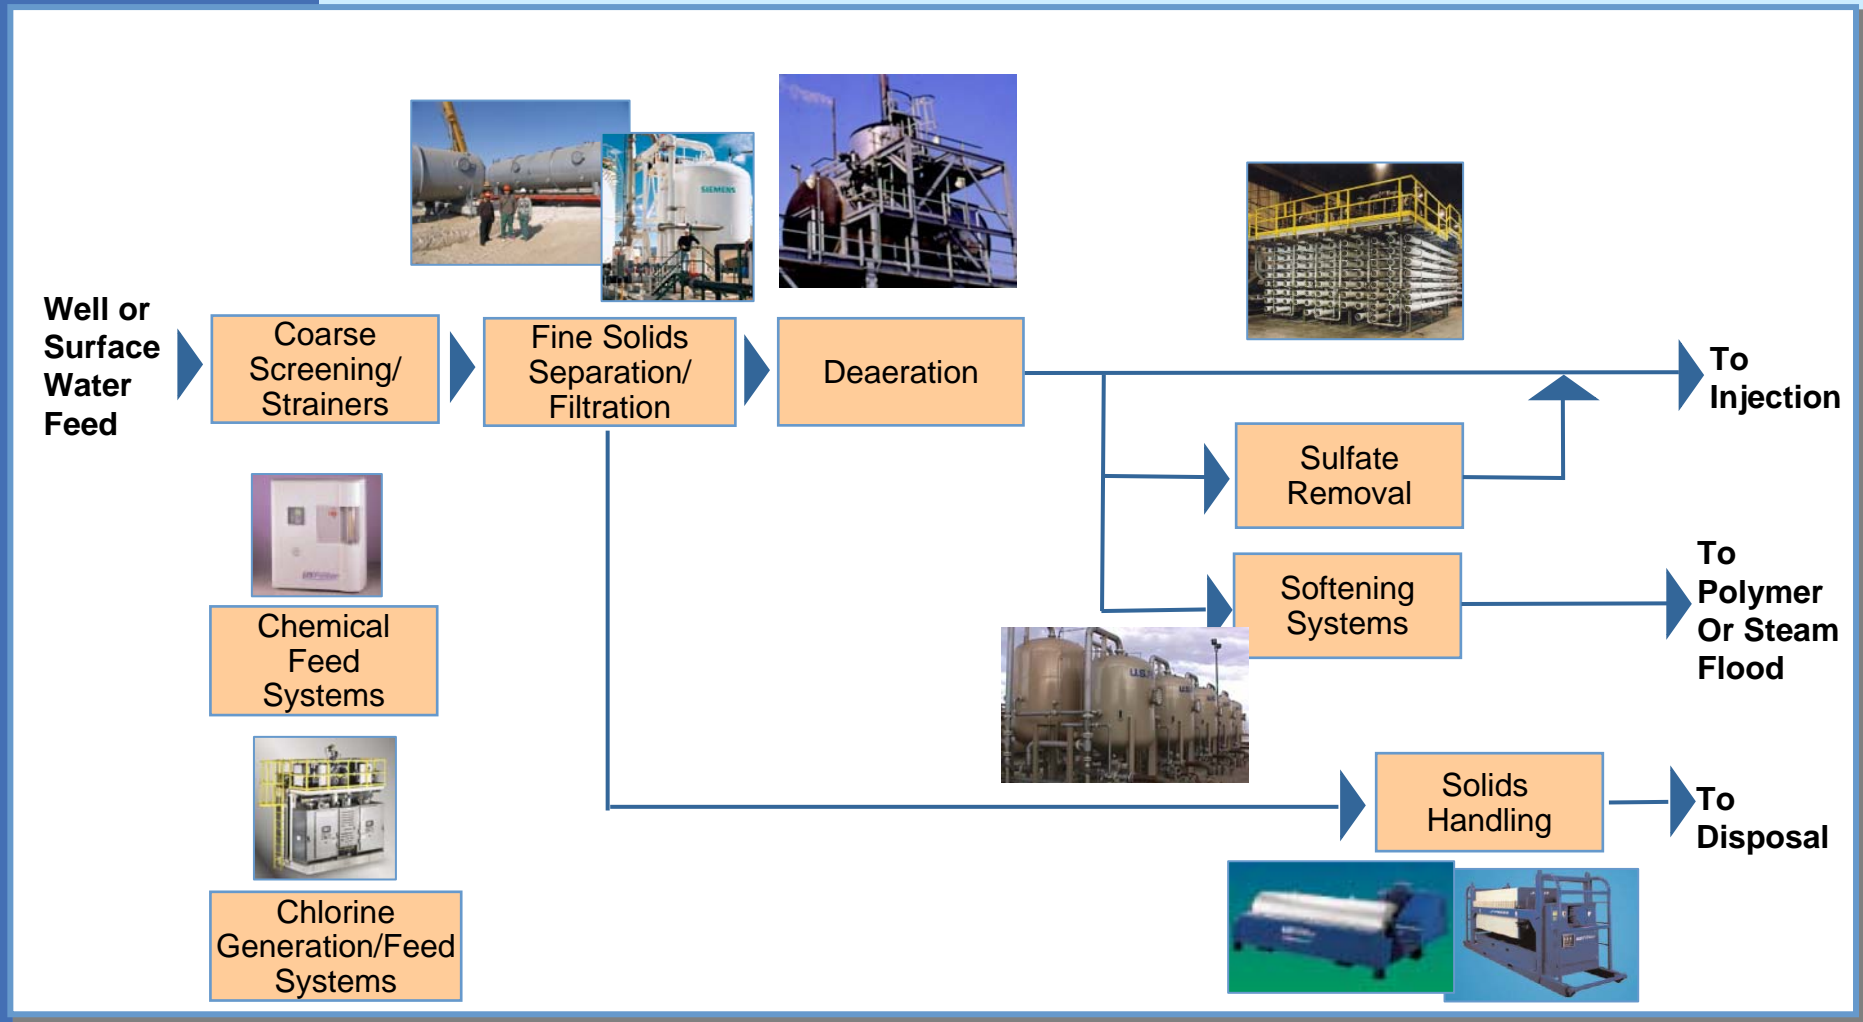 Well or
Surface
Water
Feed
Coarse
Screening/
Strainers
Fine Solids
Separation/
Filtration
Deaeration
To
Injection
Sulfate
Removal
Softening
Systems
To
Polymer
Or Steam
Flood
Chemical
Feed
Systems
Solids
Handling
To
Disposal
Chlorine
Generation/Feed
Systems
SIEMENS
U.S.